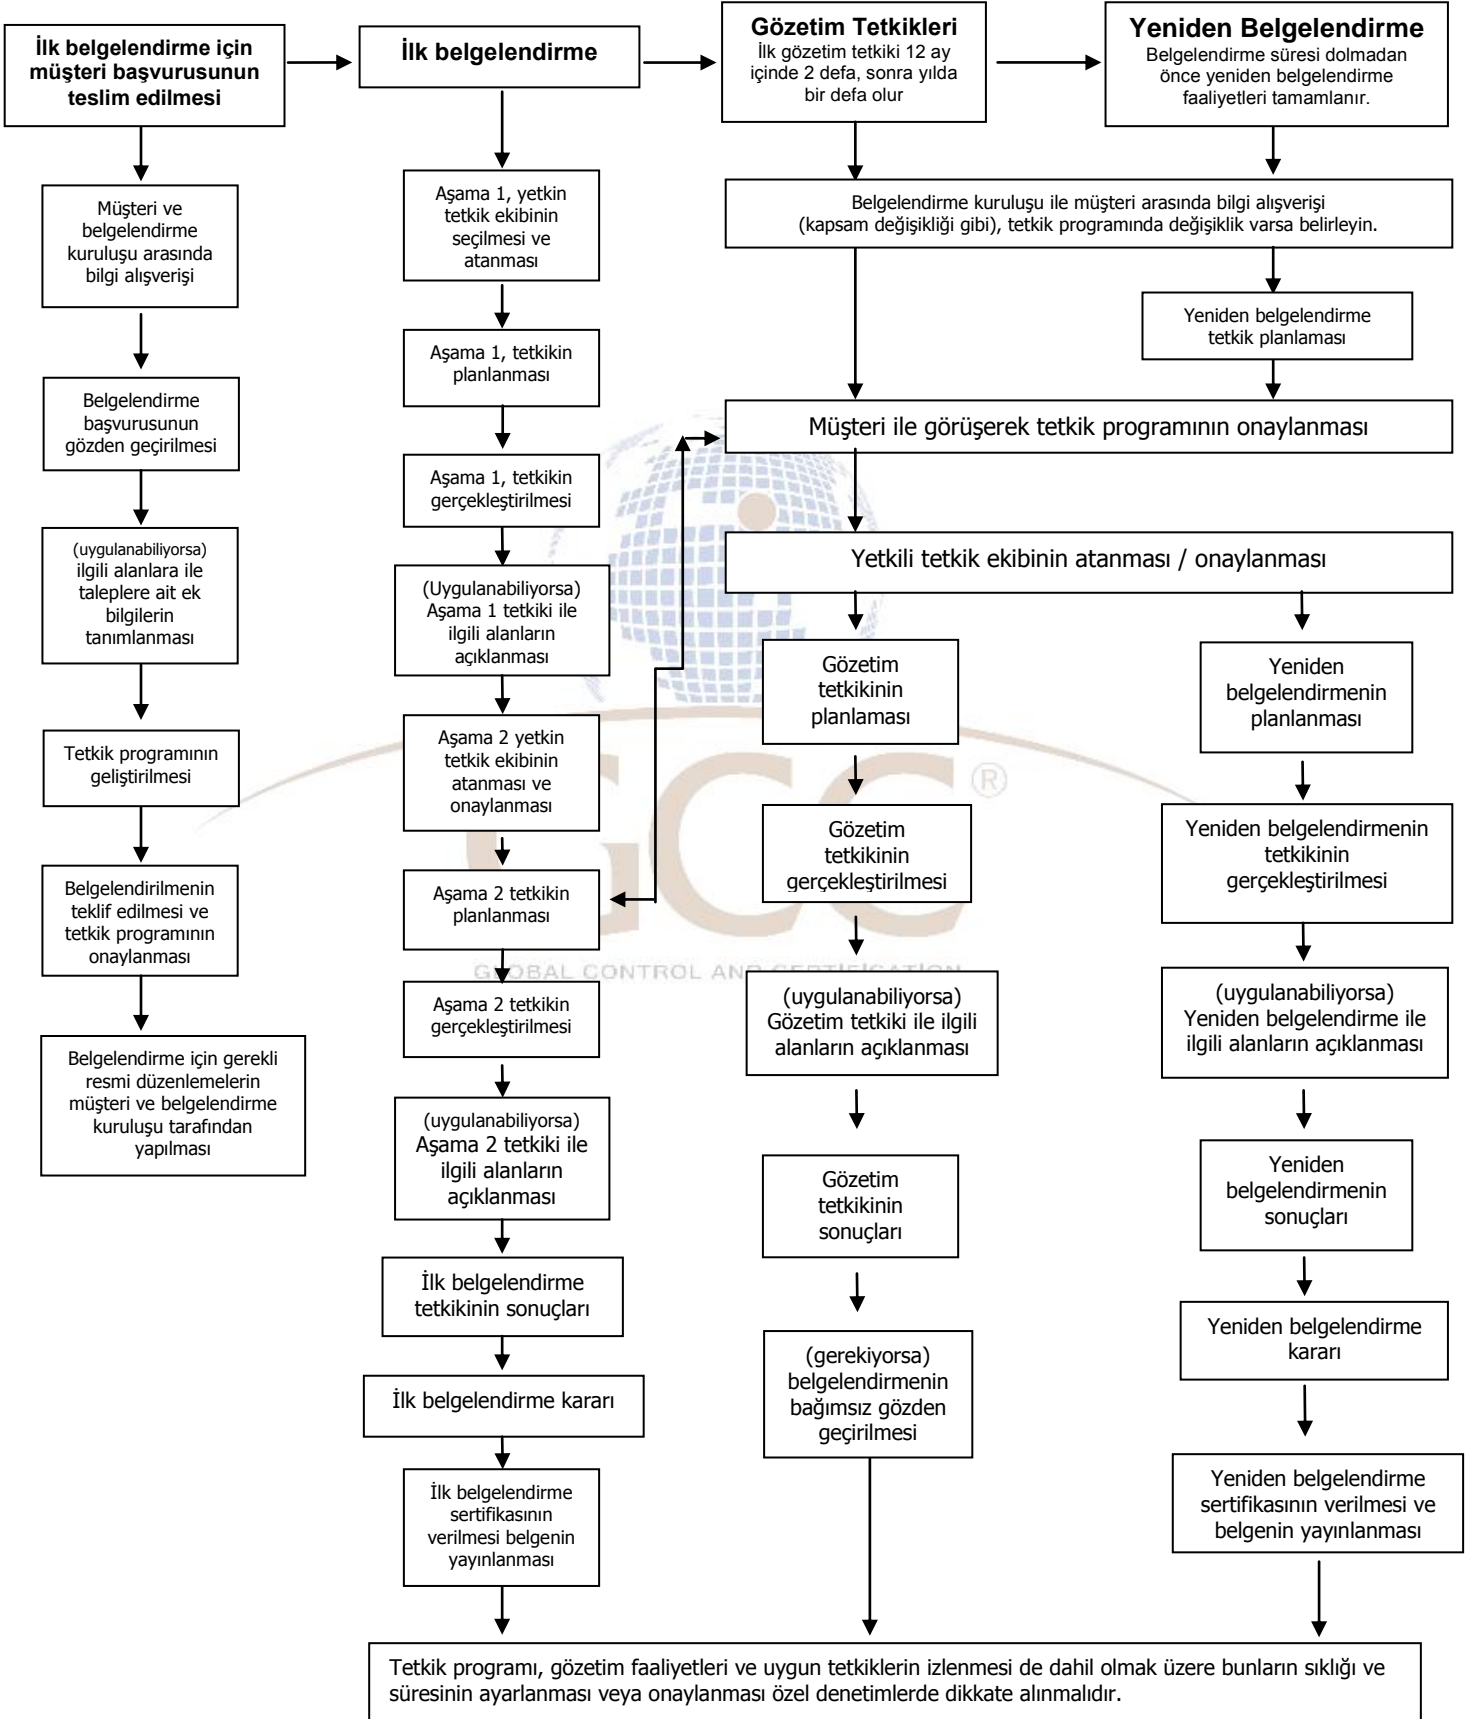 İlk belgelendirme için
müşteri başvurusunun
teslim edilmesi
Müşteri ve
belgelendirme
kuruluşu arasında
bilgi alışverişi
Belgelendirme
başvurusunun
gözden geçirilmesi
(uygulanabiliyorsa)
ilgili alanlara ile
taleplere ait ek
bilgilerin
tanımlanması
Tetkik programının
geliştirilmesi
Belgelendirilmenin
teklif edilmesi ve
tetkik programının
onaylanması
Belgelendirme için gerekli
resmi düzenlemelerin
müşteri ve belgelendirme
kuruluşu tarafından
yapılması
İlk belgelendirme
Aşama 1, yetkin
tetkik ekibinin
seçilmesi ve
atanması
Aşama 1, tetkikin
planlanması
Aşama 1, tetkikin
gerçekleştirilmesi
(Uygulanabiliyorsa)
Aşama 1 tetkiki ile
ilgili alanların
açıklanması
Aşama 2 yetkin
tetkik ekibinin
atanması ve
onaylanması
Aşama 2 tetkikin
planlanması
Aşama 2 tetkikin
gerçekleştirilmesi
(uygulanabiliyorsa)
Aşama 2 tetkiki ile
ilgili alanların
açıklanması
İlk belgelendirme
tetkikinin sonuçları
İlk belgelendirme kararı
İlk belgelendirme
sertifikasının
verilmesi belgenin
yayınlanması
Gözetim Tetkikleri
İlk gözetim tetkiki 12 ay
içinde 2 defa, sonra yılda
bir defa olur
Yeniden Belgelendirme
Belgelendirme süresi dolmadan
önce yeniden belgelendirme
faaliyetleri tamamlanır.
Belgelendirme kuruluşu ile müşteri arasında bilgi alışverişi
(kapsam değişikliği gibi), tetkik programında değişiklik varsa belirleyin.
Yeniden belgelendirme
tetkik planlaması
Müşteri ile görüşerek tetkik programının onaylanması
Yetkili tetkik ekibinin atanması / onaylanması
Gözetim
tetkikinin
planlaması
Gözetim
tetkikinin
gerçekleştirilmesi
(uygulanabiliyorsa)
Gözetim tetkiki ile ilgili
alanların açıklanması
Gözetim
tetkikinin
sonuçları
(gerekiyorsa)
belgelendirmenin
bağımsız gözden
geçirilmesi
Yeniden
belgelendirmenin
planlanması
Yeniden belgelendirmenin
tetkikinin
gerçekleştirilmesi
(uygulanabiliyorsa)
Yeniden belgelendirme ile
ilgili alanların açıklanması
Yeniden
belgelendirmenin
sonuçları
Yeniden belgelendirme
kararı
Yeniden belgelendirme
sertifikasının verilmesi ve
belgenin yayınlanması
Tetkik programı, gözetim faaliyetleri ve uygun tetkiklerin izlenmesi de dahil olmak üzere bunların sıklığı ve
süresinin ayarlanması veya onaylanması özel denetimlerde dikkate alınmalıdır.
GCC ®
GLOBAL CONTROL AND CERTIFICATION